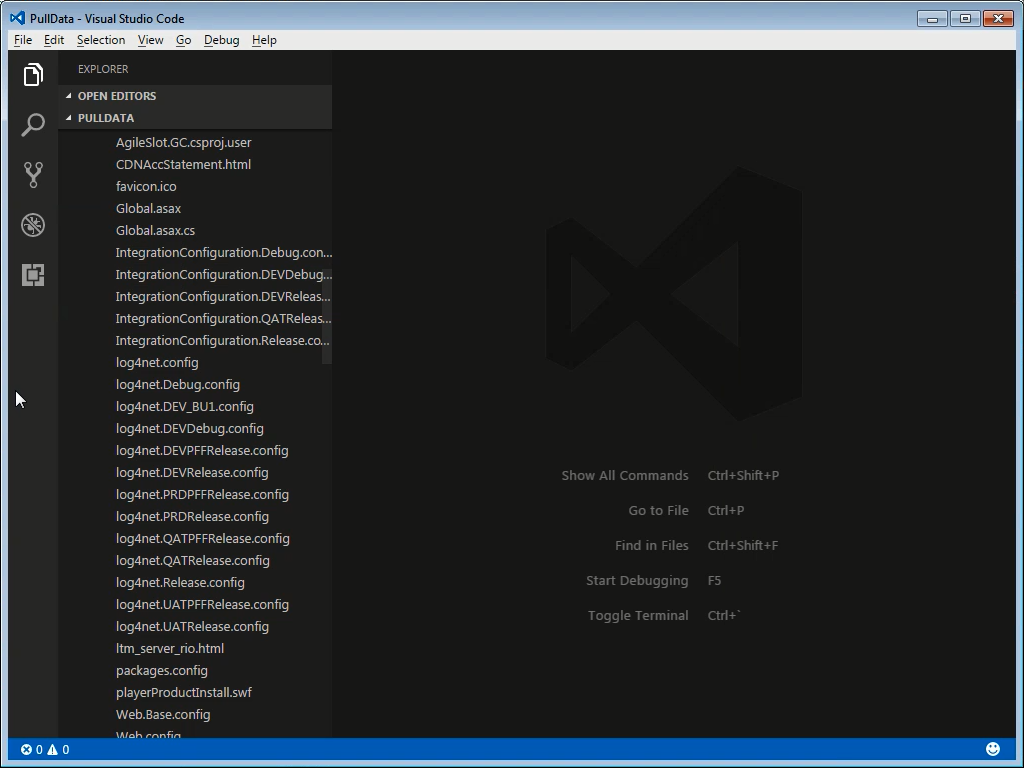 PullData - Visual Studio Code
File Edit Selection View Go Debug Help
EXPLORER
OPEN EDITORS
PULLDATA
AgileSlot.GC.csproj.user
CDNAccStatement.html
favicon.ico
Global.asax
Global.asax.cs
IntegrationConfiguration.Debug.con...
IntegrationConfiguration.DEVDebug...
IntegrationConfiguration.DEVReleas...
IntegrationConfiguration.QATReleas...
IntegrationConfiguration.Release.co...
log4net.config
log4net.Debug.config
log4net.DEV_BU1.config
log4net.DEVDebug.config
log4net.DEVPFFRelease.config
log4net.DEVRelease.config
log4net.PRDPFFRelease.config
log4net.PRDRelease.config
log4net.QATPFFRelease.config
log4net.QATRelease.config
log4net.Release.config
log4net.UATPFFRelease.config
log4net.UATRelease.config
ltm_server_rio.html
packages.config
playerProductInstall.swf
Web.Base.config
Web.config
Show All Commands Ctrl+Shift+P
Go to File Ctrl+P
Find in Files Ctrl+Shift+F
Start Debugging F5
Toggle Terminal Ctrl+`
0 0